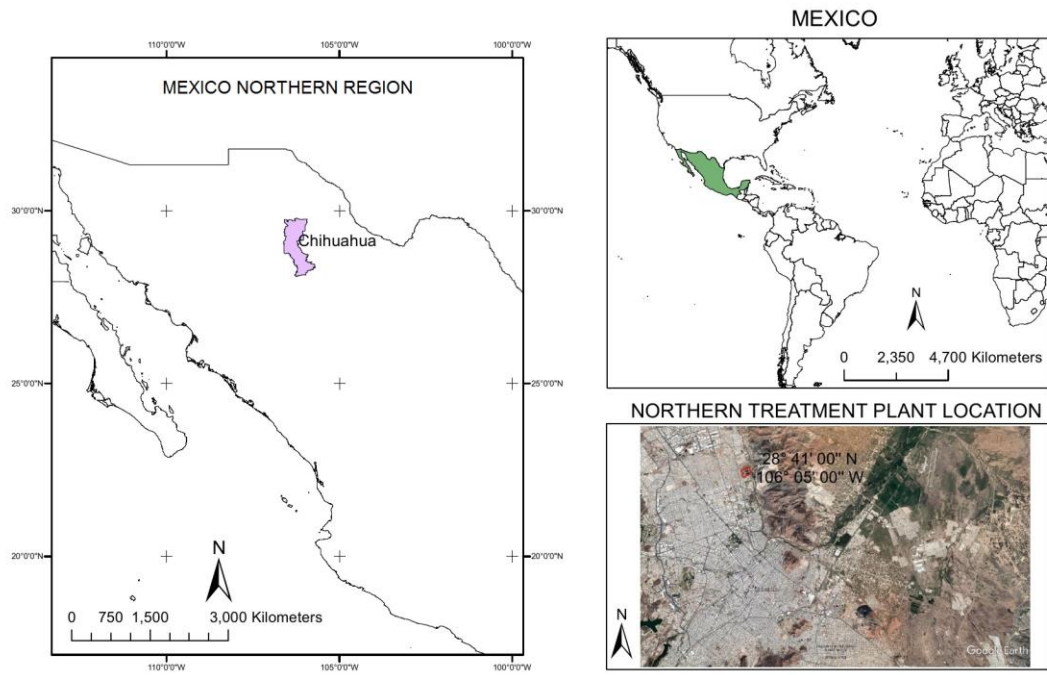 110°0'0"W 105°0'0"W 100°0'0"W
MEXICO NORTHERN REGION
30°0'0"N 30°0'0"N
Chihuahua
25°0'0"N 25°0'0"N
20°0'0"N 20°0'0"N
N
0 750 1,500 3,000 Kilometers
110°0'0"W 105°0'0"W 100°0'0"W
MEXICO
N
0 2,350 4,700 Kilometers
NORTHERN TREATMENT PLANT LOCATION
28° 41' 00" N
106° 05' 00" W
N
Google Earth